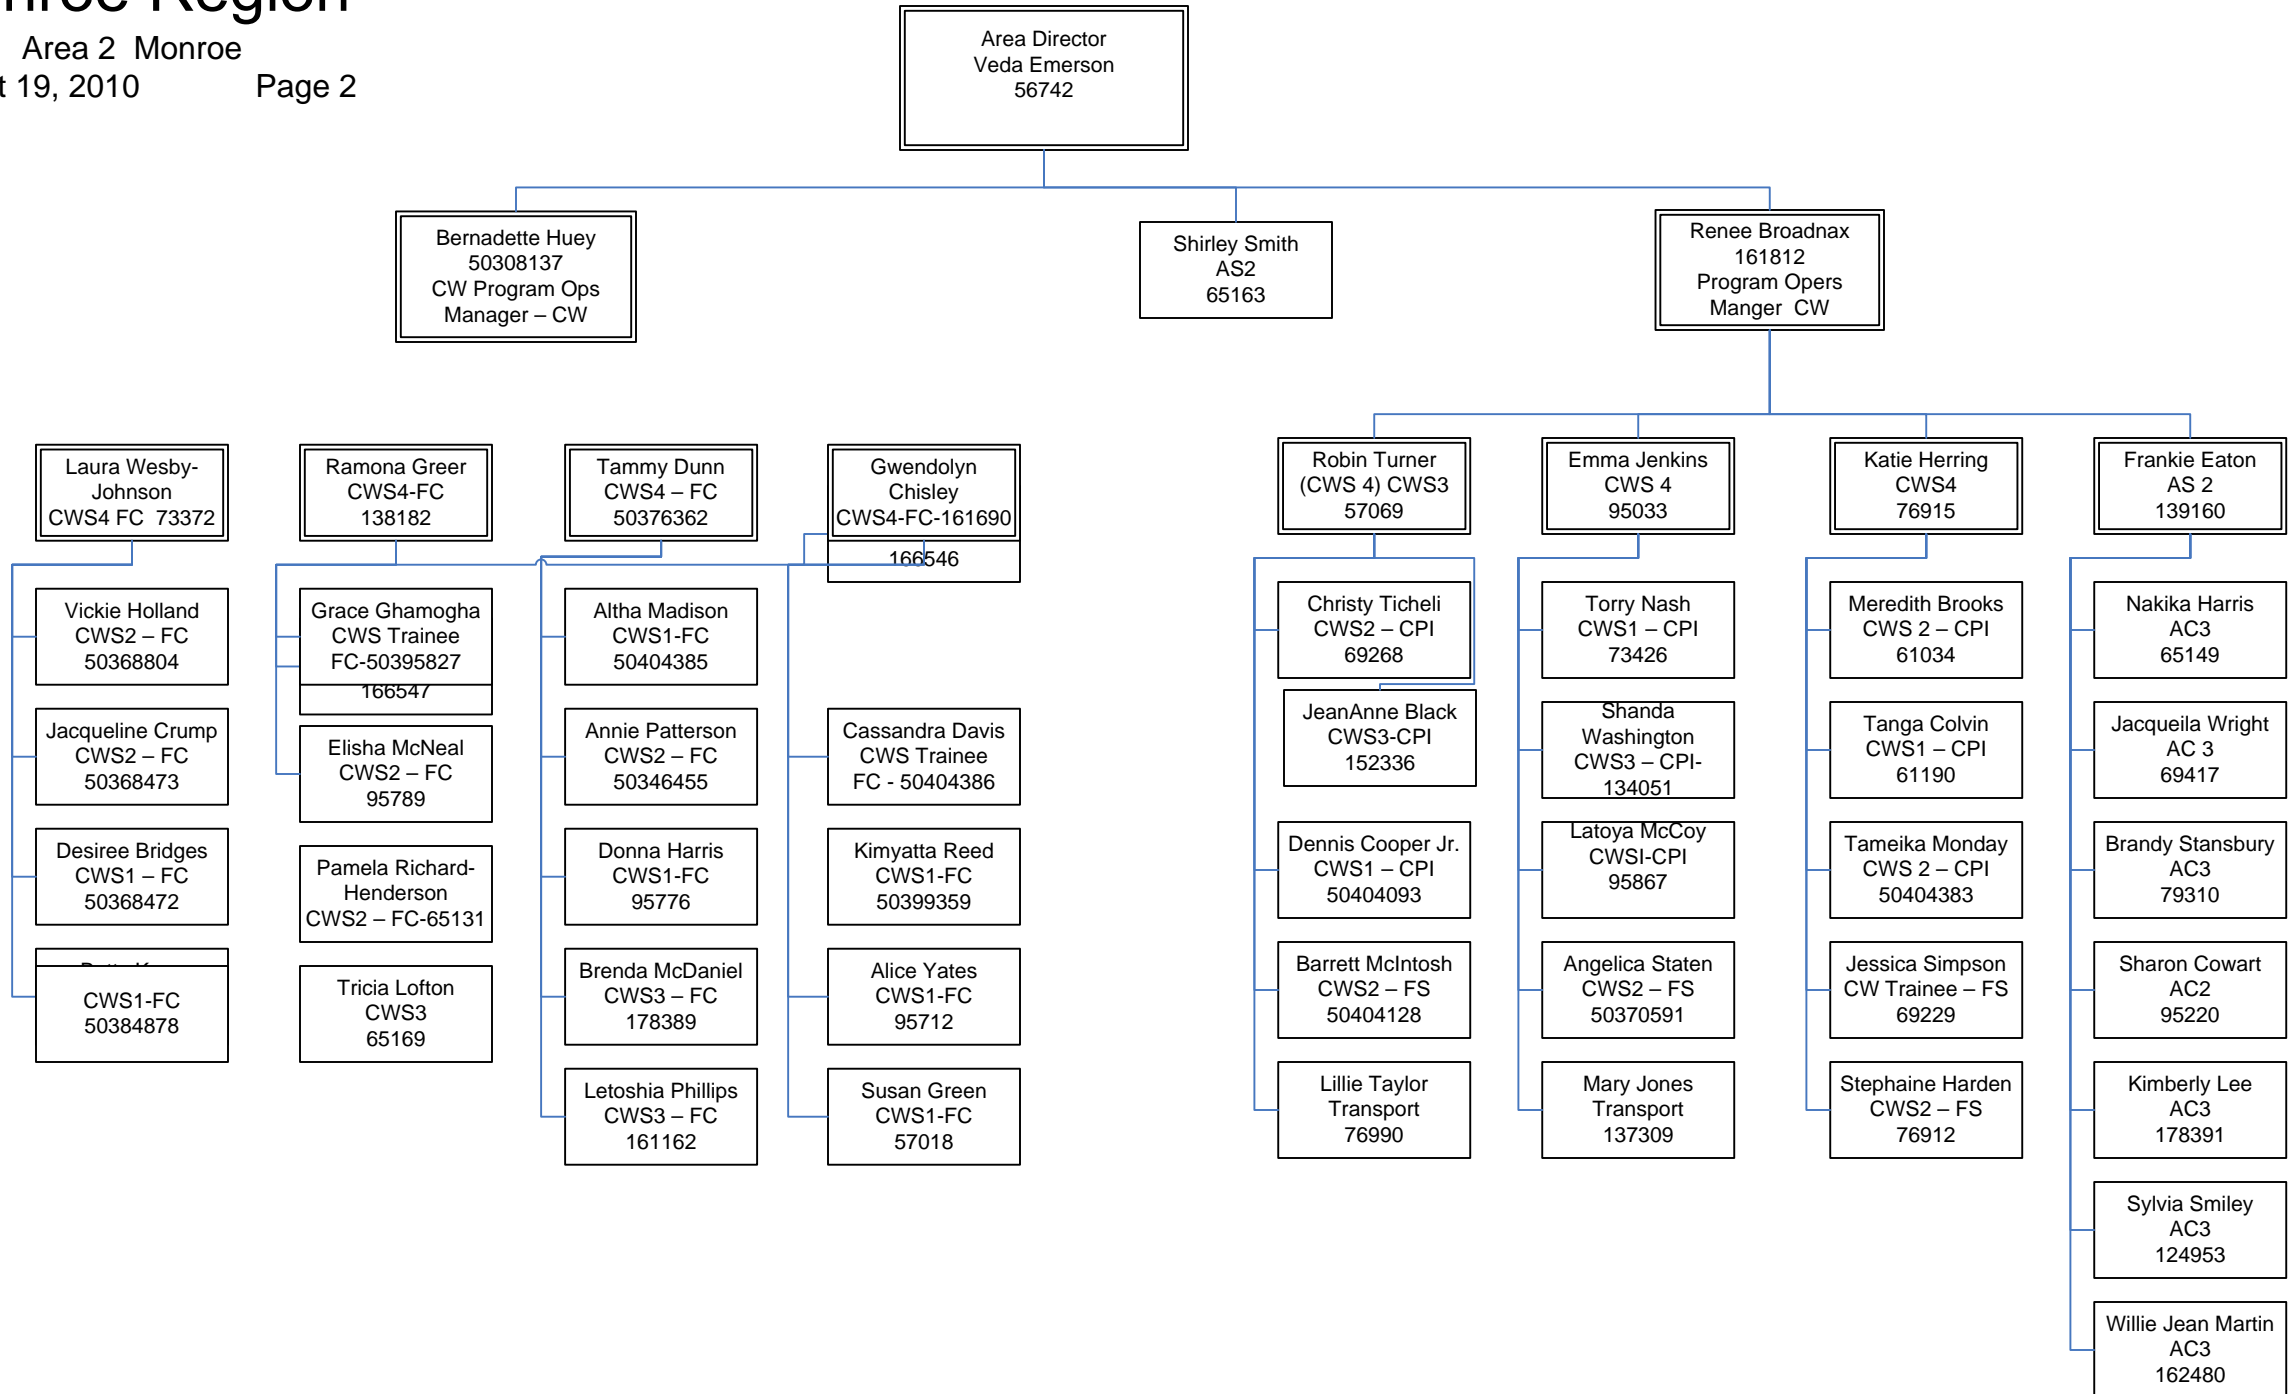 Region
Area 2 Monroe
19, 2010 Page 2
Area Director
Veda Emerson
56742
Bernadette Huey
50308137
CW Program Ops
Manager – CW
Shirley Smith
AS2
65163
Renee Broadnax
161812
Program Opers
Manger CW
Laura Wesby-
Johnson
CWS4 FC 73372
Ramona Greer
CWS4-FC
138182
Tammy Dunn
CWS4 – FC
50376362
Gwendolyn
Chisley
CWS4-FC-161690
166546
Robin Turner
(CWS 4) CWS3
57069
Emma Jenkins
CWS 4
95033
Katie Herring
CWS4
76915
Frankie Eaton
AS 2
139160
Vickie Holland
CWS2 – FC
50368804
Jacqueline Crump
CWS2 – FC
50368473
Desiree Bridges
CWS1 – FC
50368472
CWS1-FC
50384878
Grace Ghamogha
CWS Trainee
FC-50395827
166547
Elisha McNeal
CWS2 – FC
95789
Pamela Richard-
Henderson
CWS2 – FC-65131
Tricia Lofton
CWS3
65169
Altha Madison
CWS1-FC
50404385
Annie Patterson
CWS2 – FC
50346455
Donna Harris
CWS1-FC
95776
Brenda McDaniel
CWS3 – FC
178389
Letoshia Phillips
CWS3 – FC
161162
Cassandra Davis
CWS Trainee
FC - 50404386
Kimyatta Reed
CWS1-FC
50399359
Alice Yates
CWS1-FC
95712
Susan Green
CWS1-FC
57018
Christy Ticheli
CWS2 – CPI
69268
JeanAnne Black
CWS3-CPI
152336
Dennis Cooper Jr.
CWS1 – CPI
50404093
Barrett McIntosh
CWS2 – FS
50404128
Lillie Taylor
Transport
76990
Torry Nash
CWS1 – CPI
73426
Shanda
Washington
CWS3 – CPI-
134051
Latoya McCoy
CWSI-CPI
95867
Angelica Staten
CWS2 – FS
50370591
Mary Jones
Transport
137309
Meredith Brooks
CWS 2 – CPI
61034
Tanga Colvin
CWS1 – CPI
61190
Tameika Monday
CWS 2 – CPI
50404383
Jessica Simpson
CW Trainee – FS
69229
Stephaine Harden
CWS2 – FS
76912
Nakika Harris
AC3
65149
Jacqueila Wright
AC 3
69417
Brandy Stansbury
AC3
79310
Sharon Cowart
AC2
95220
Kimberly Lee
AC3
178391
Sylvia Smiley
AC3
124953
Willie Jean Martin
AC3
162480